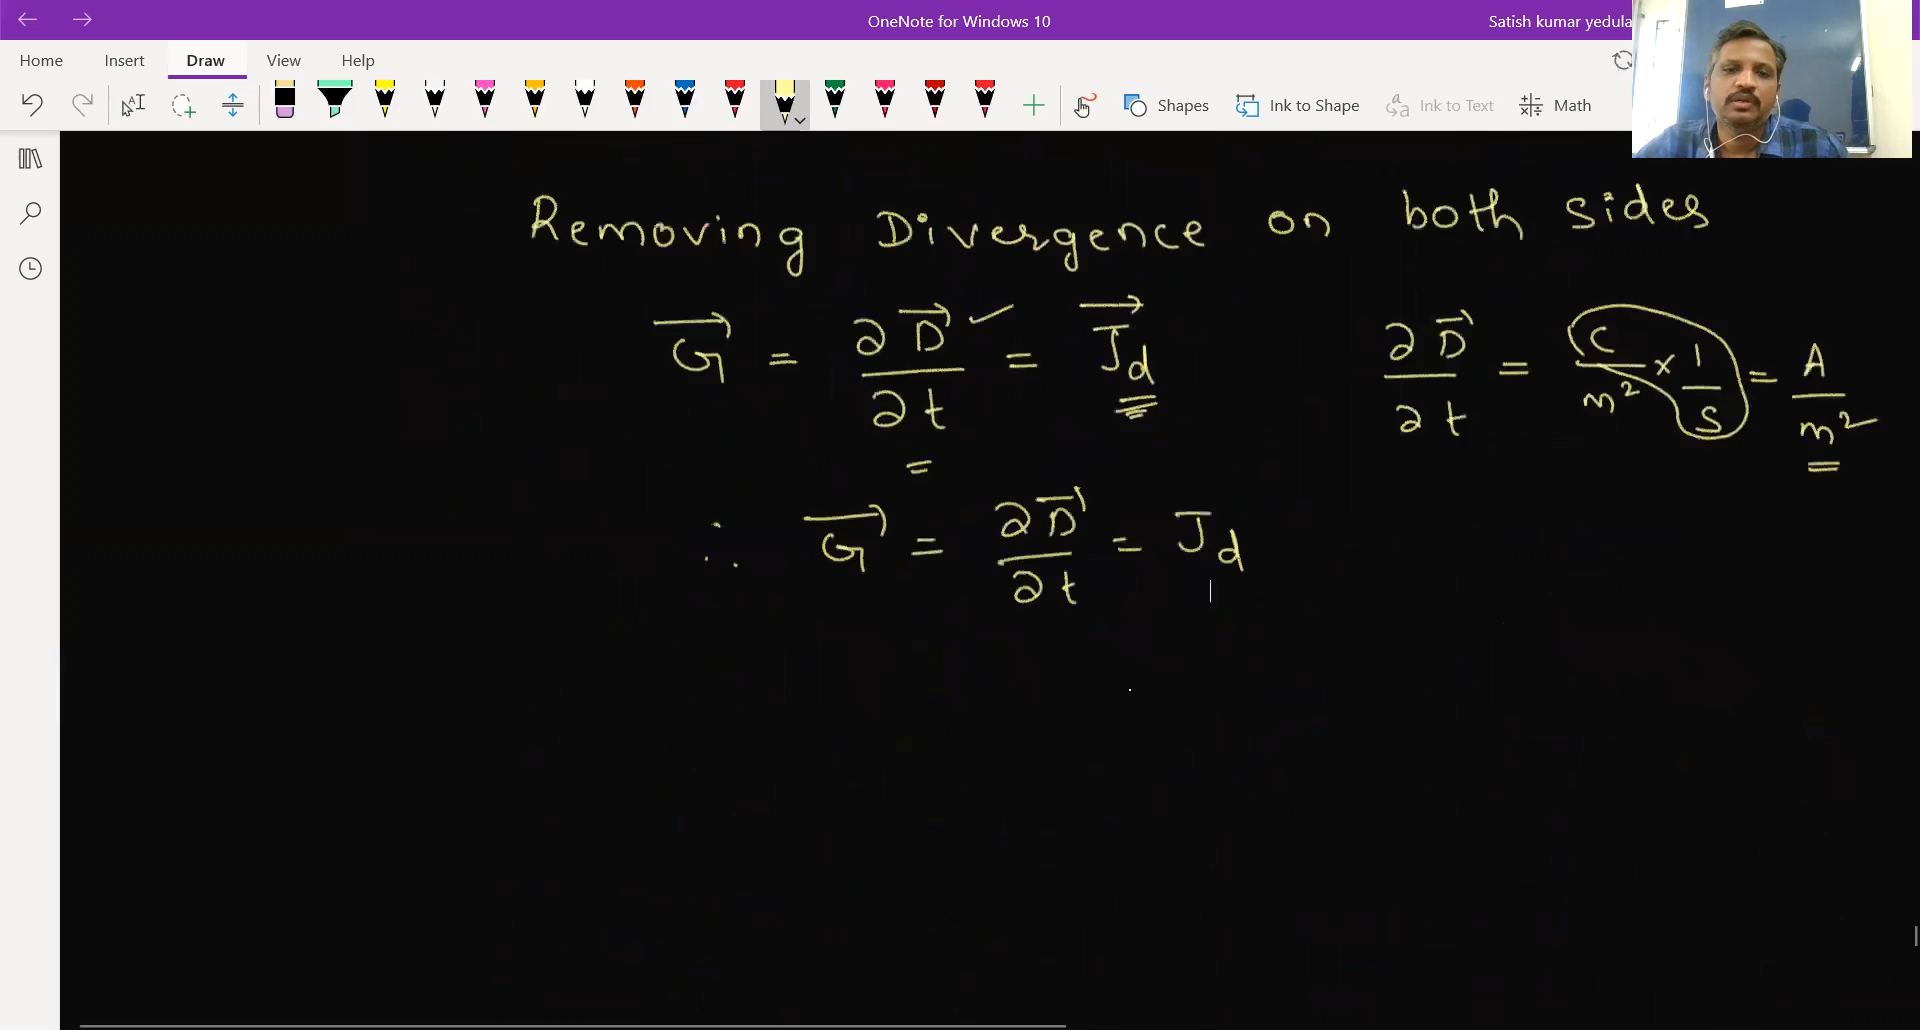 OneNote for Windows 10
Satish kumar yedula
Home Insert Draw View Help
Shapes Ink to Shape Ink to Text Math
Removing Divergence on both sides
G⃗ = ∂D⃗/∂t ✓ = J⃗d
∂D⃗/∂t = C/m² × 1/s = A/m²
∴ G⃗ = ∂D⃗/∂t = Jd